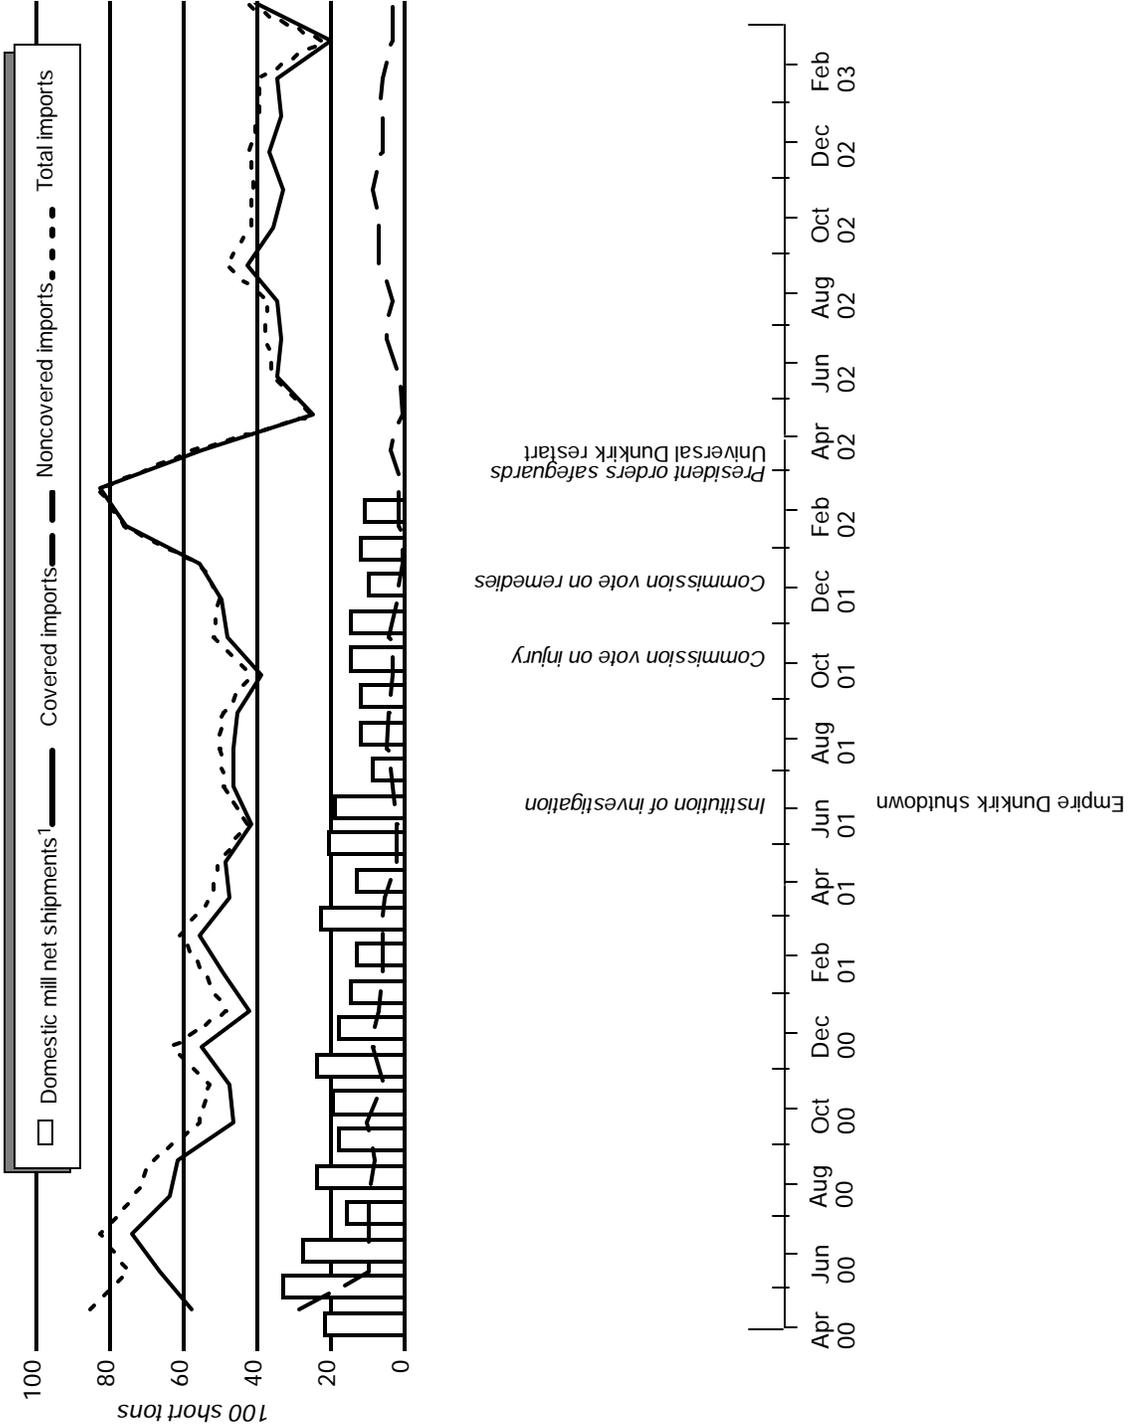 Domestic mill net shipments¹ Covered imports Noncovered imports Total imports
100 short tons
100
80
60
40
20
0
Universal Dunkirk restart
President orders safeguards
Commission vote on remedies
Commission vote on injury
Institution of investigation
Apr Jun Aug Oct Dec Feb Apr Jun Aug Oct Dec Feb Apr Jun Aug Oct Dec Feb
00 00 00 00 00 01 01 01 01 01 01 02 02 02 02 02 02 03
Empire Dunkirk shutdown